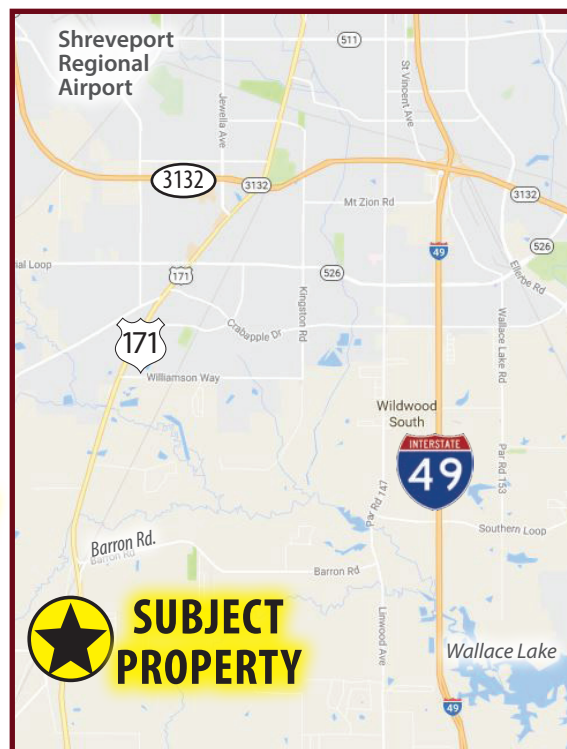 Shreveport
Regional
Airport
511
St Vincent Ave
Jewella Ave
3132
3132
Mt Zion Rd
3132
49
526
ial Loop
171
526
Ellerbe Rd
Kingston Rd
Wallace Lake Rd
171
Crabapple Dr
Williamson Way
Wildwood
South
INTERSTATE
49
Par Rd 153
Par Rd 147
Southern Loop
Barron Rd.
Barron Rd
Barron Rd
SUBJECT
PROPERTY
Linwood Ave
Wallace Lake
49